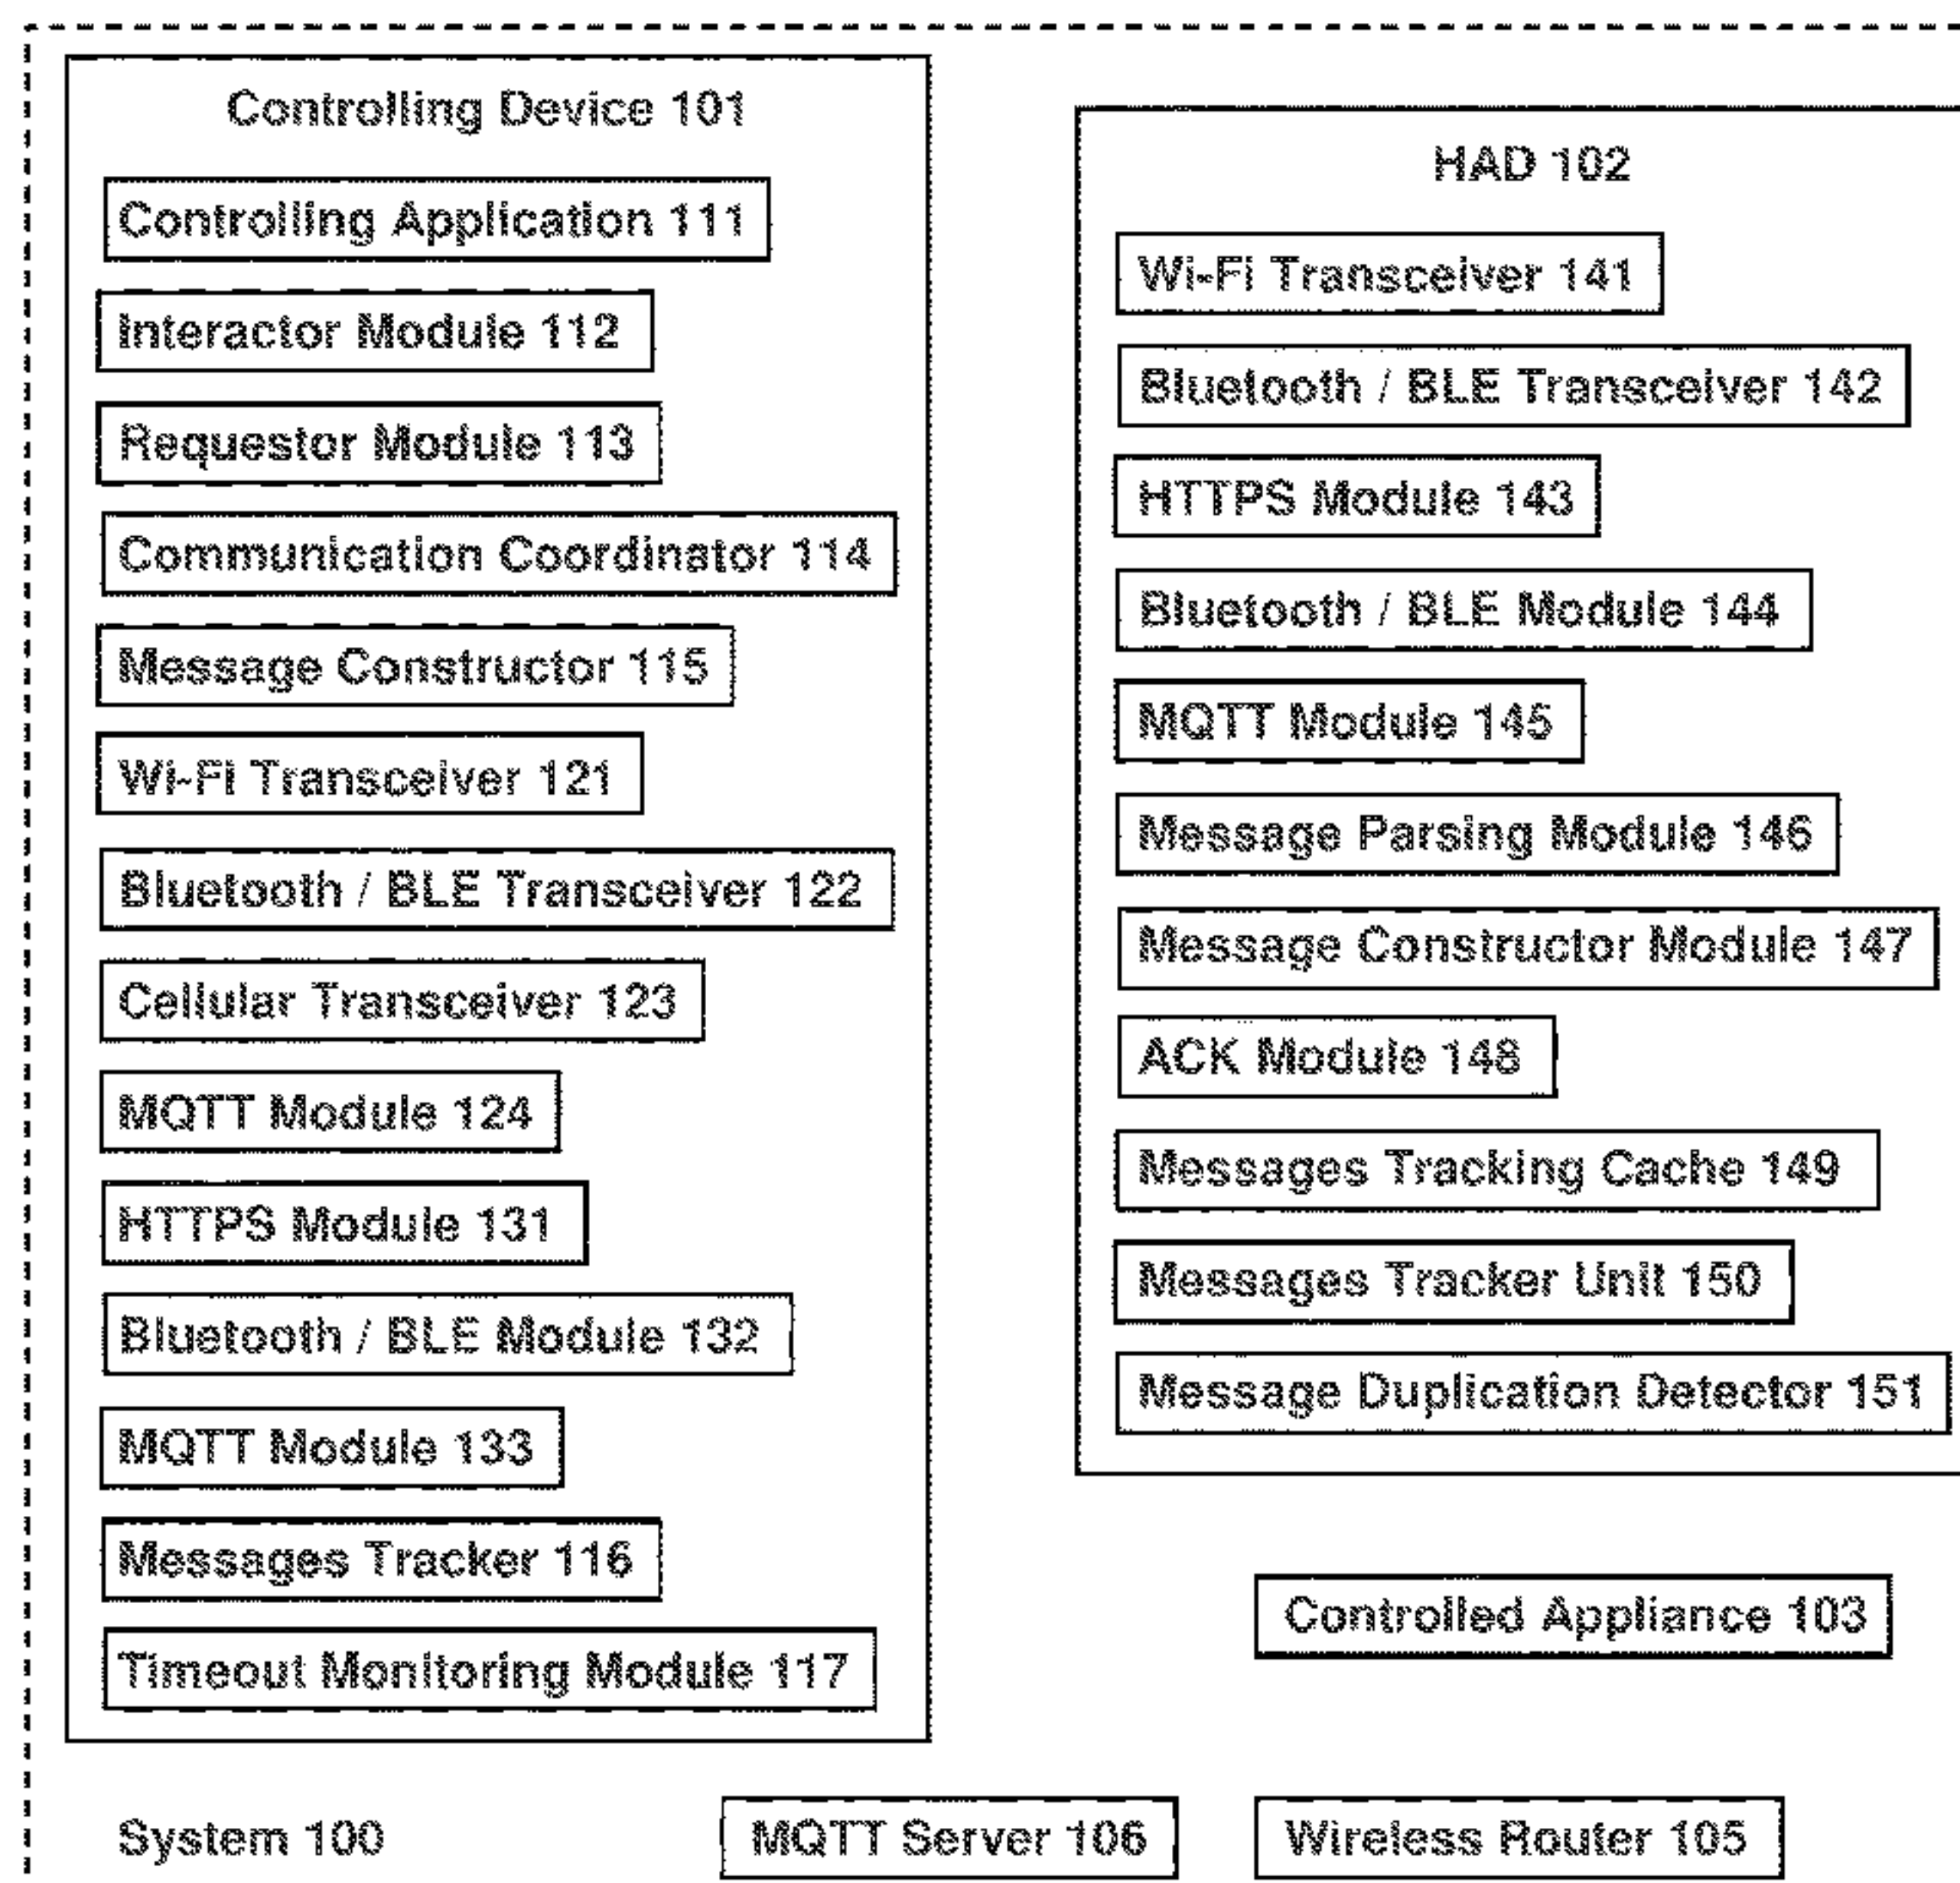 Controlling Device 101
Controlling Application 111
Interactor Module 112
Requestor Module 113
Communication Coordinator 114
Message Constructor 115
Wi-Fi Transceiver 121
Bluetooth / BLE Transceiver 122
Cellular Transceiver 123
MQTT Module 124
HTTPS Module 131
Bluetooth / BLE Module 132
MQTT Module 133
Messages Tracker 116
Timeout Monitoring Module 117
HAD 102
Wi-Fi Transceiver 141
Bluetooth / BLE Transceiver 142
HTTPS Module 143
Bluetooth / BLE Module 144
MQTT Module 145
Message Parsing Module 146
Message Constructor Module 147
ACK Module 148
Messages Tracking Cache 149
Messages Tracker Unit 150
Message Duplication Detector 151
Controlled Appliance 103
System 100
MQTT Server 106
Wireless Router 105